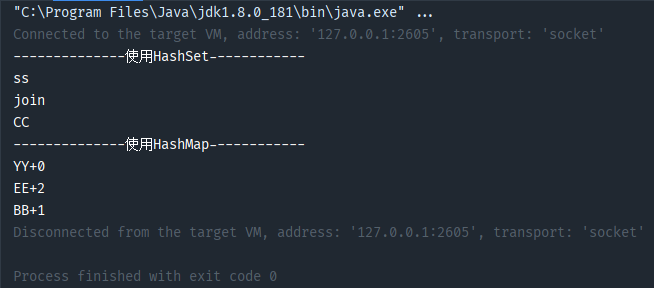 "C:\Program Files\Java\jdk1.8.0_181\bin\java.exe" ...
Connected to the target VM, address: '127.0.0.1:2605', transport: 'socket'
--------------使用HashSet------------
ss
join
CC
--------------使用HashMap------------
YY+0
EE+2
BB+1
Disconnected from the target VM, address: '127.0.0.1:2605', transport: 'socket'
Process finished with exit code 0